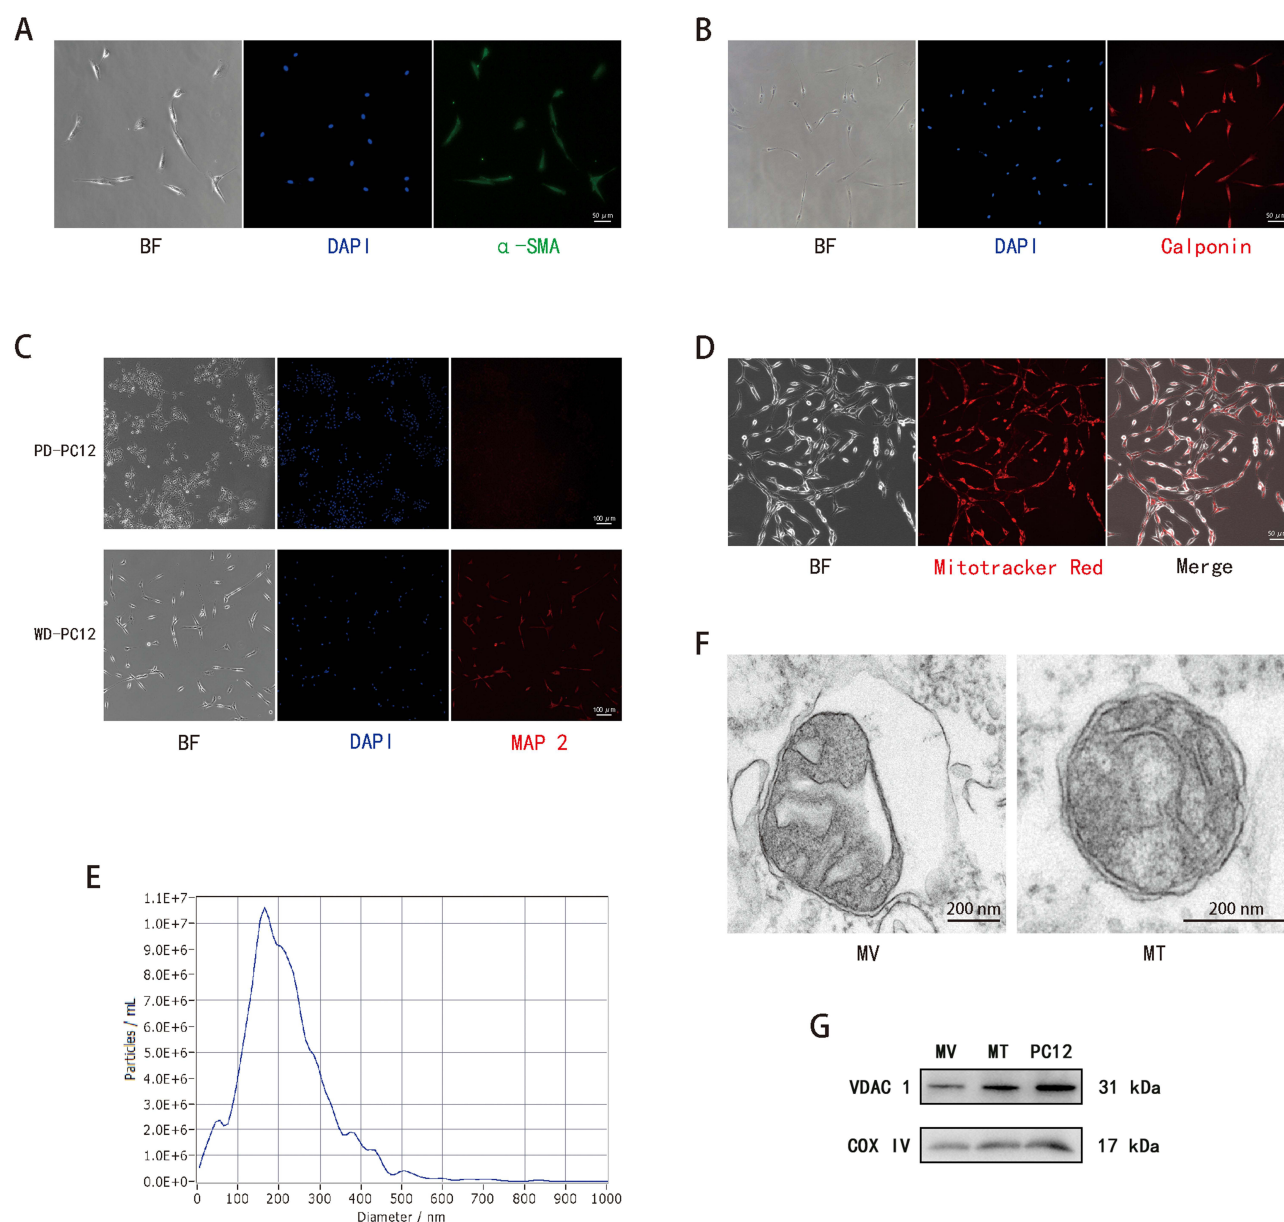 A
B
50 μm
50 μm
BF
DAPI
α-SMA
BF
DAPI
Calponin
C
D
PD-PC12
100 μm
50 μm
BF
Mitotracker Red
Merge
WD-PC12
100 μm
BF
DAPI
MAP 2
F
200 nm
200 nm
MV
MT
E
1.1E+7
1.0E+7
9.0E+6
8.0E+6
7.0E+6
6.0E+6
5.0E+6
4.0E+6
3.0E+6
2.0E+6
1.0E+6
0.0E+0
Particles / mL
0 100 200 300 400 500 600 700 800 900 1000
Diameter / nm
G
MV MT PC12
VDAC 1 31 kDa
COX IV 17 kDa